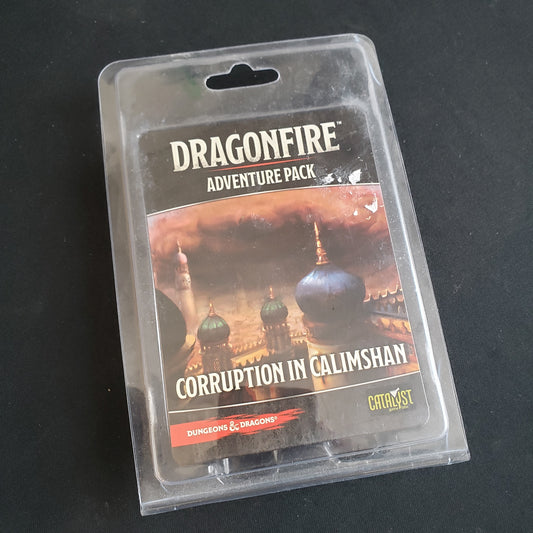 DRAGONFIRE™
ADVENTURE PACK
CORRUPTION IN CALIMSHAN
DUNGEONS & DRAGONS®
CATALYST